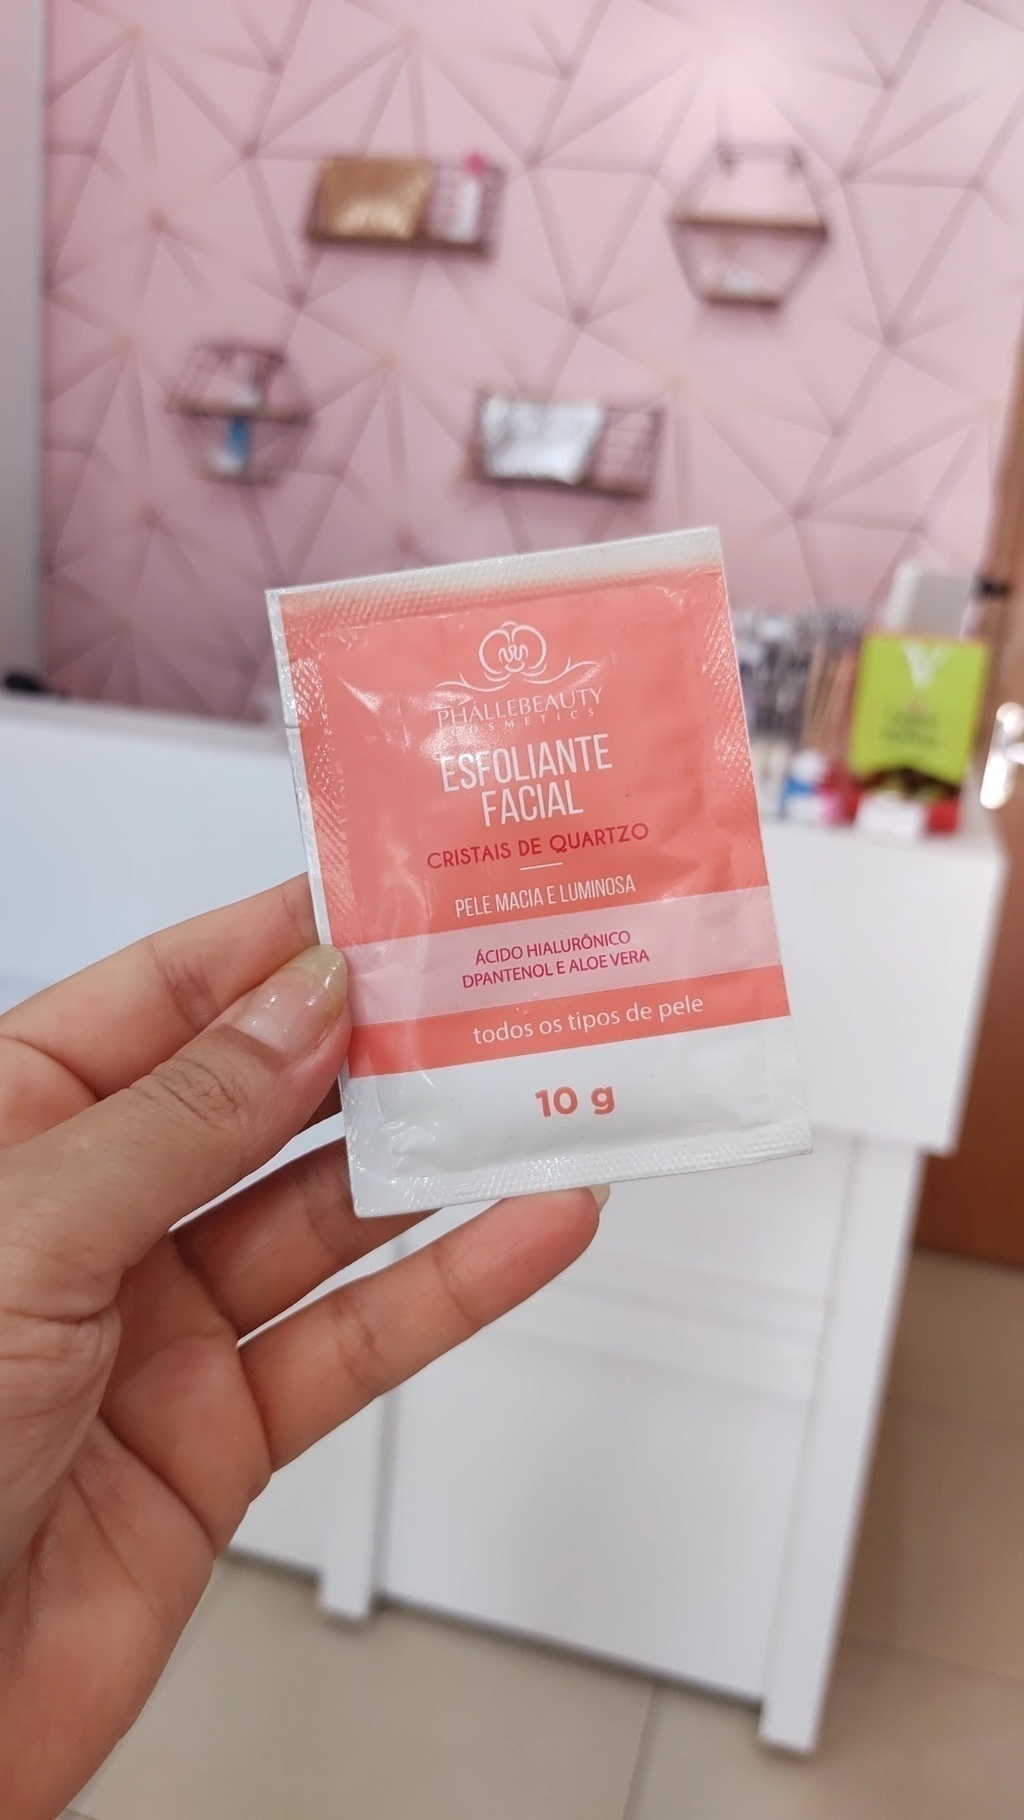 PHÁLLEBEAUTY
COSMETICS
ESFOLIANTE
FACIAL
CRISTAIS DE QUARTZO
PELE MACIA E LUMINOSA
ÁCIDO HIALURÔNICO
DPANTENOL E ALOE VERA
todos os tipos de pele
10 g